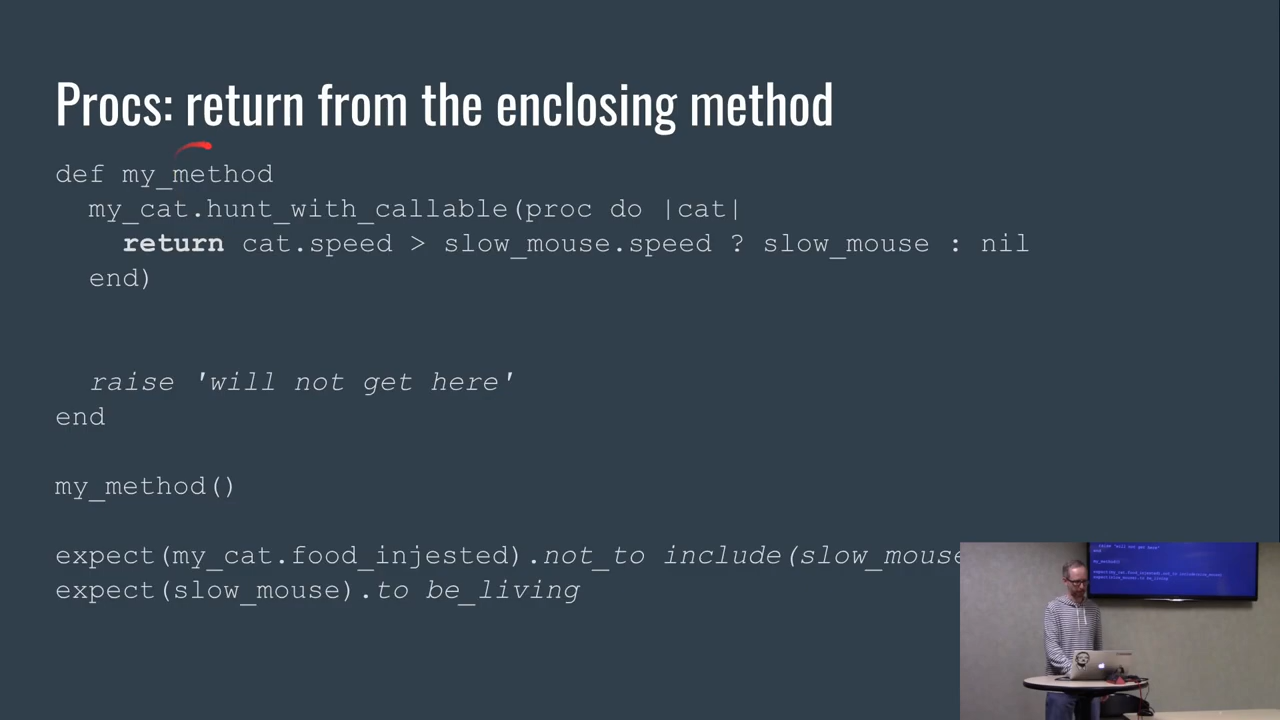 Procs: return from the enclosing method
def my_method
my_cat.hunt_with_callable(proc do |cat|
return cat.speed > slow_mouse.speed ? slow_mouse : nil
end)
raise 'will not get here'
end
my_method()
expect(my_cat.food_injested).not_to include(slow_mouse
expect(slow_mouse).to be_living